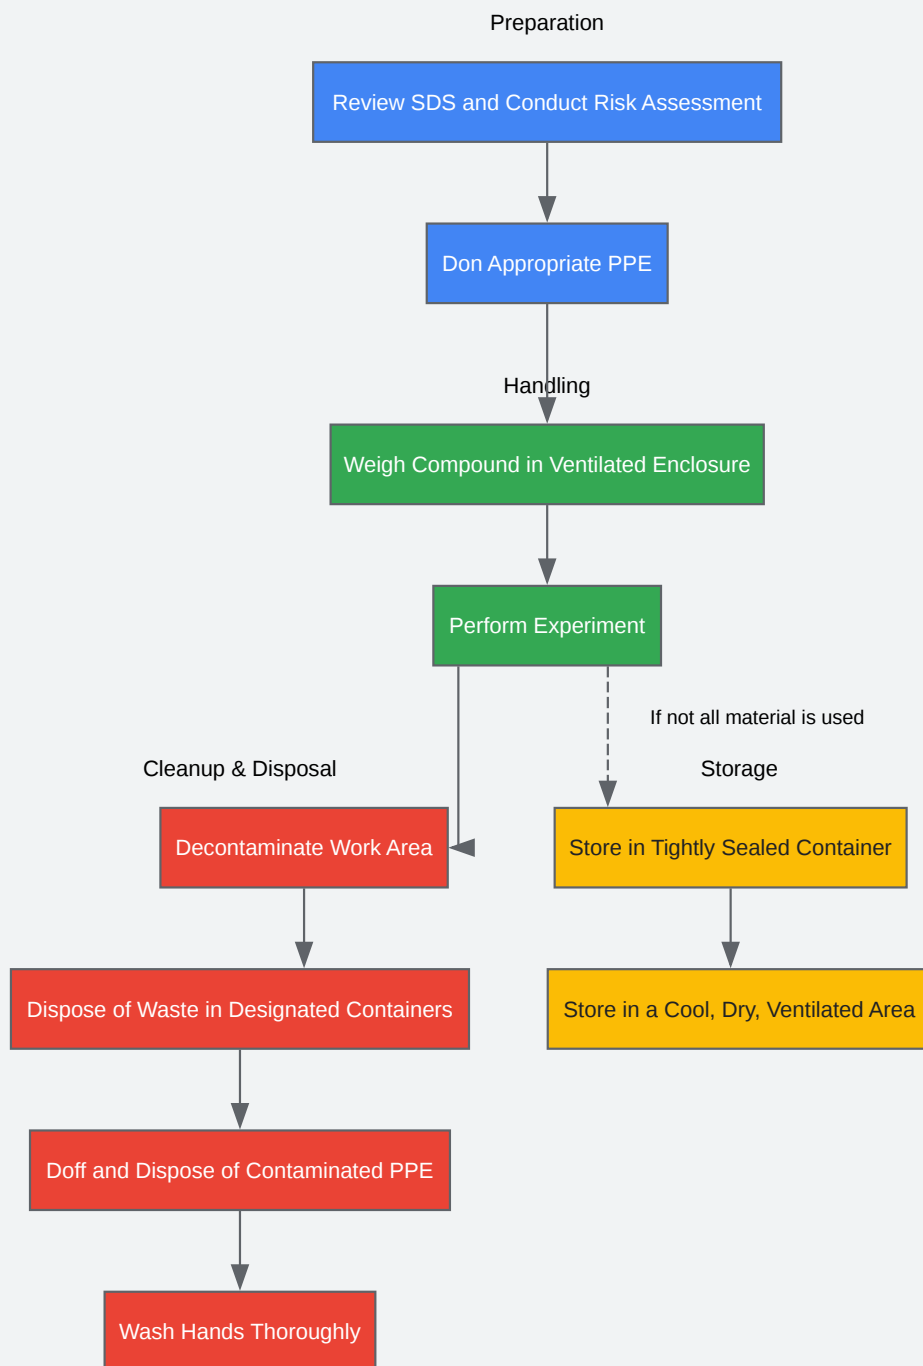 Preparation
Review SDS and Conduct Risk Assessment
Don Appropriate PPE
Handling
Weigh Compound in Ventilated Enclosure
Perform Experiment
If not all material is used
Cleanup & Disposal
Storage
Decontaminate Work Area
Store in Tightly Sealed Container
Dispose of Waste in Designated Containers
Store in a Cool, Dry, Ventilated Area
Doff and Dispose of Contaminated PPE
Wash Hands Thoroughly